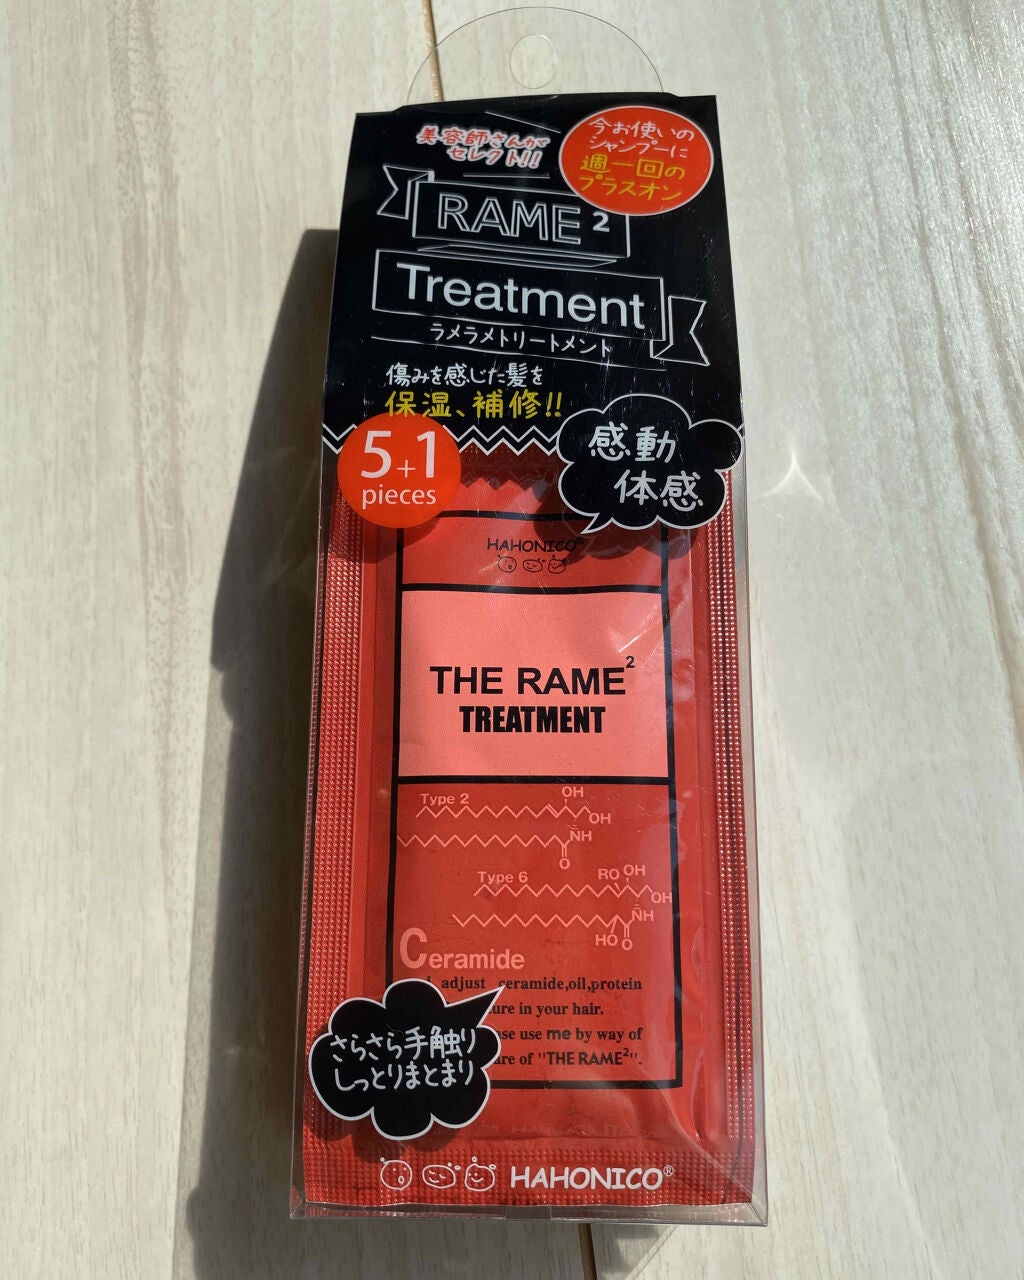 美容師さんが
セレクト!!
今お使いの
シャンプーに
週一回の
プラスオン
RAME²
Treatment
ラメラメトリートメント
傷みを感じた髪を
保湿、補修!!
5+1
pieces
感動
体感
HAHONICO®
THE RAME²
TREATMENT
Type 2
OH
OH
NH
O
Type 6
RO OH
OH
NH
HO O
Ceramide
adjust ceramide,oil,protein
in your hair.
use me by way of
of "THE RAME²".
さらさら手触り
しっとりまとまり
HAHONICO®